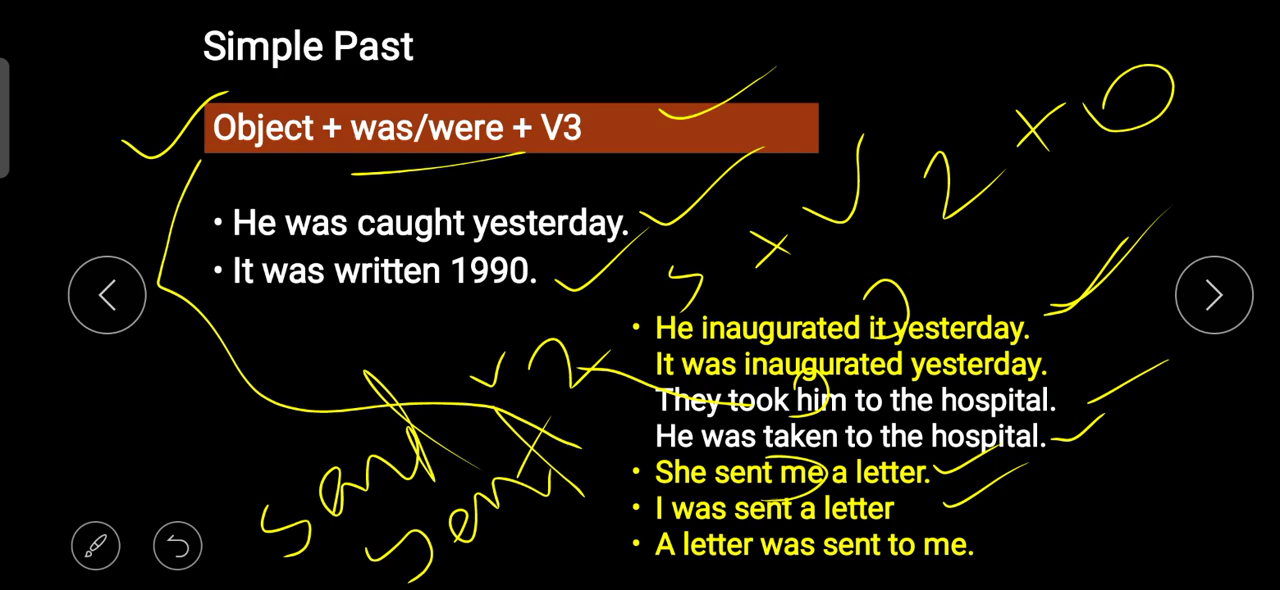 Simple Past
Object + was/were + V3
• He was caught yesterday.
• It was written 1990.
S + V2 + O
• He inaugurated it yesterday.
It was inaugurated yesterday.
They took him to the hospital.
He was taken to the hospital.
• She sent me a letter.
• I was sent a letter
• A letter was sent to me.
V2
sent